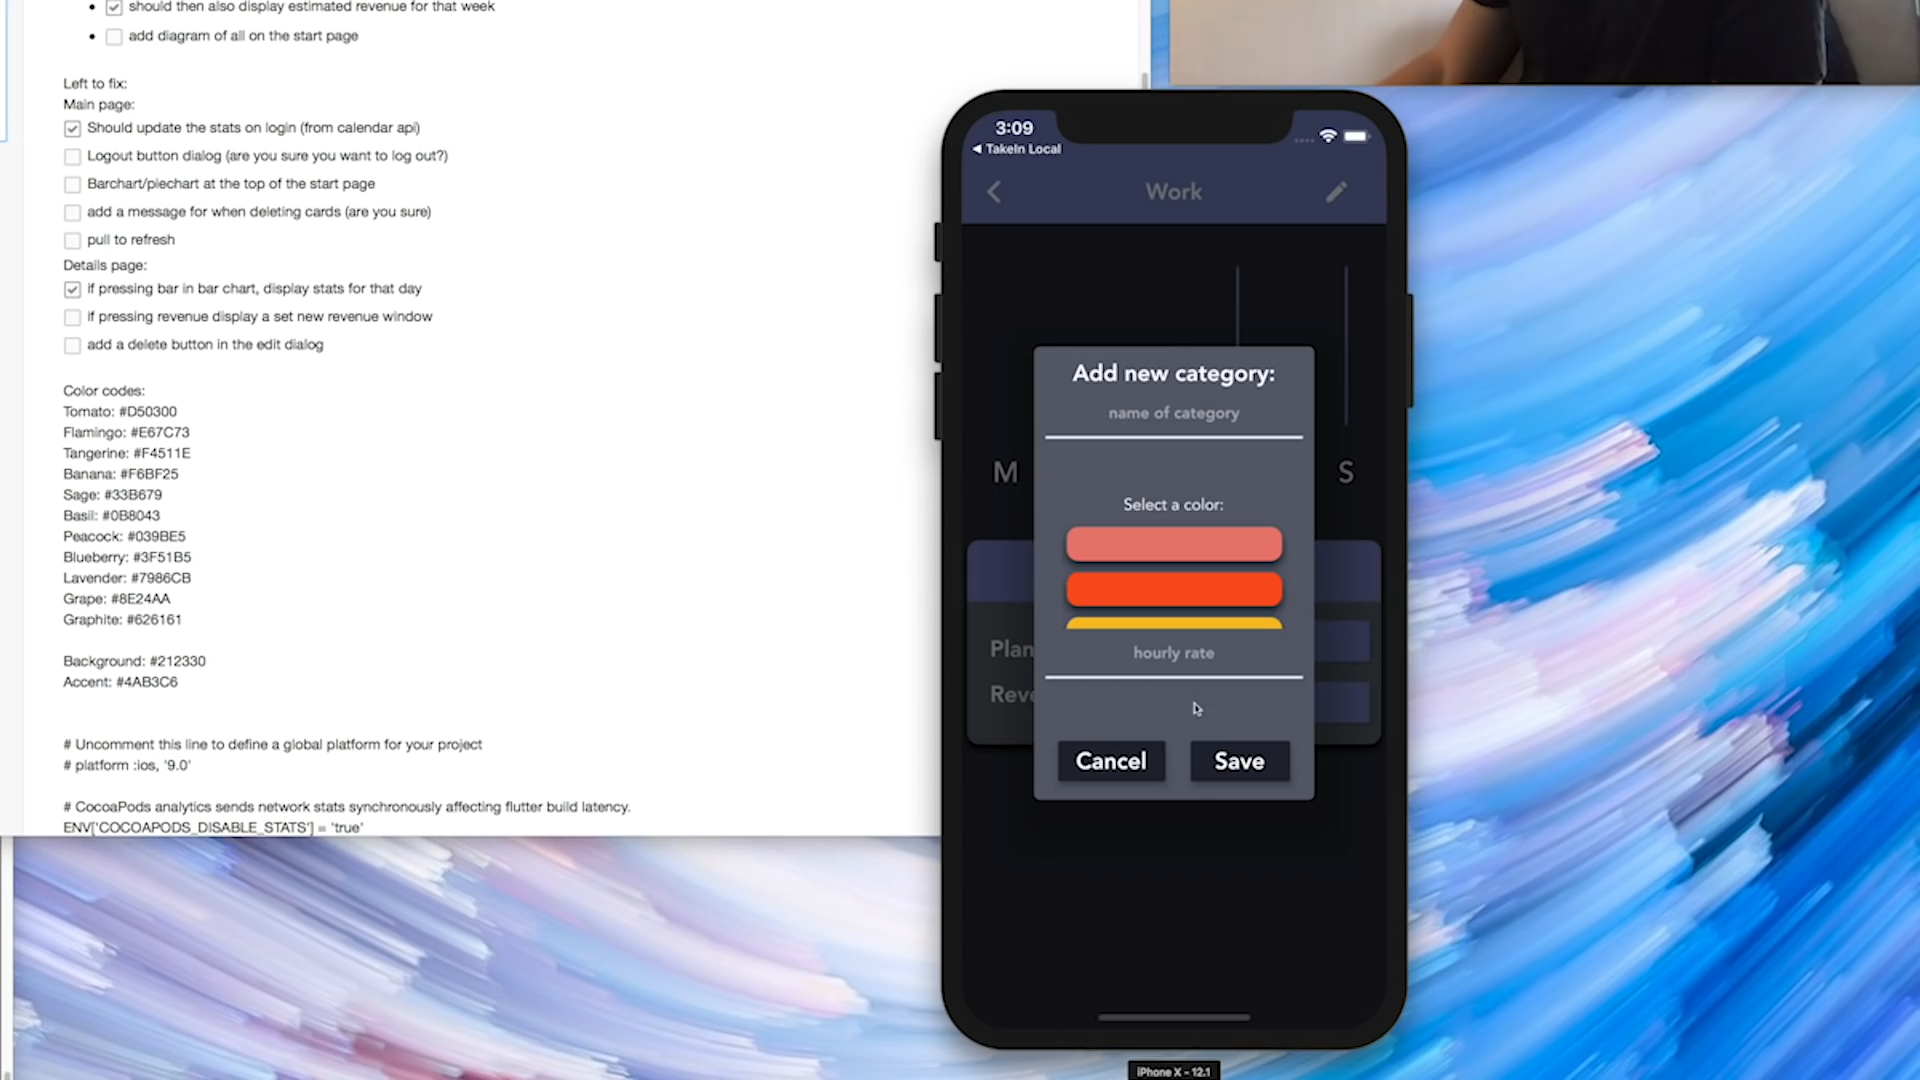 should then also display estimated revenue for that week
add diagram of all on the start page
Left to fix:
Main page:
Should update the stats on login (from calendar api)
Logout button dialog (are you sure you want to log out?)
Barchart/piechart at the top of the start page
add a message for when deleting cards (are you sure)
pull to refresh
Details page:
if pressing bar in bar chart, display stats for that day
if pressing revenue display a set new revenue window
add a delete button in the edit dialog
Color codes:
Tomato: #D50300
Flamingo: #E67C73
Tangerine: #F4511E
Banana: #F6BF25
Sage: #33B679
Basil: #0B8043
Peacock: #039BE5
Blueberry: #3F51B5
Lavender: #7986CB
Grape: #8E24AA
Graphite: #626161
Background: #212330
Accent: #4AB3C6
# Uncomment this line to define a global platform for your project
# platform :ios, '9.0'
# CocoaPods analytics sends network stats synchronously affecting flutter build latency.
ENV['COCOAPODS_DISABLE_STATS'] = 'true'
3:09
◀ TakeIn Local
Work
Add new category:
name of category
M
S
Select a color:
Plan
hourly rate
Reve
Cancel
Save
iPhone X - 12.1